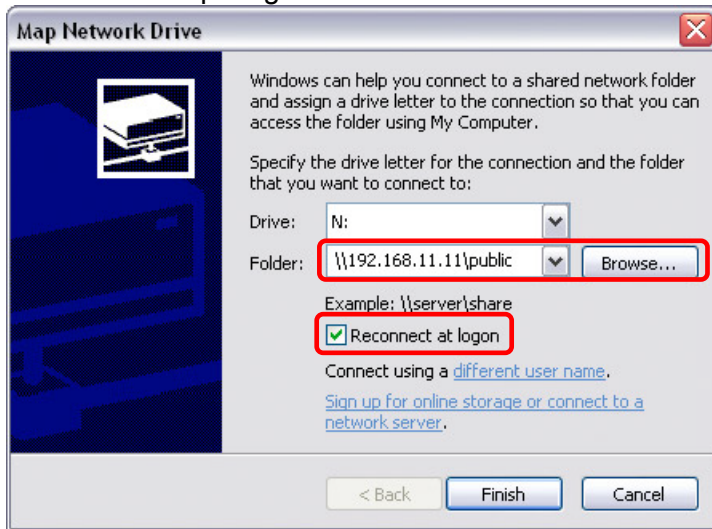 Map Network Drive
Windows can help you connect to a shared network folder
and assign a drive letter to the connection so that you can
access the folder using My Computer.
Specify the drive letter for the connection and the folder
that you want to connect to:
Drive: N:
Folder: \\192.168.11.11\public Browse...
Example: \\server\share
Reconnect at logon
Connect using a different user name.
Sign up for online storage or connect to a
network server.
< Back Finish Cancel